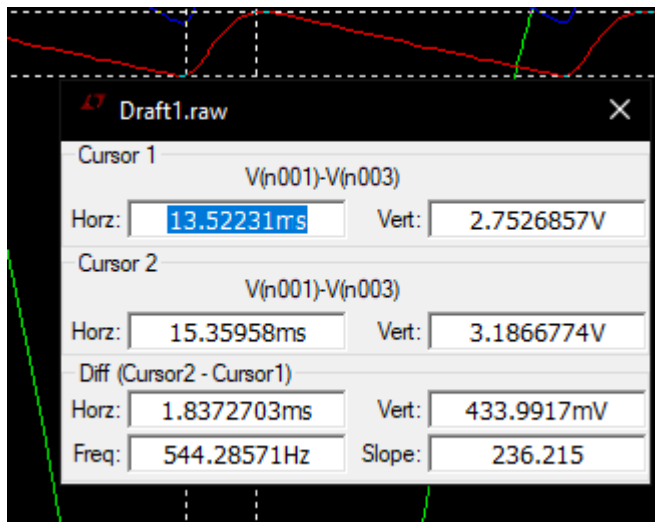 Draft1.raw
Cursor 1
V(n001)-V(n003)
Horz: 13.52231ms Vert: 2.7526857V
Cursor 2
V(n001)-V(n003)
Horz: 15.35958ms Vert: 3.1866774V
Diff (Cursor2 - Cursor1)
Horz: 1.8372703ms Vert: 433.9917mV
Freq: 544.28571Hz Slope: 236.215